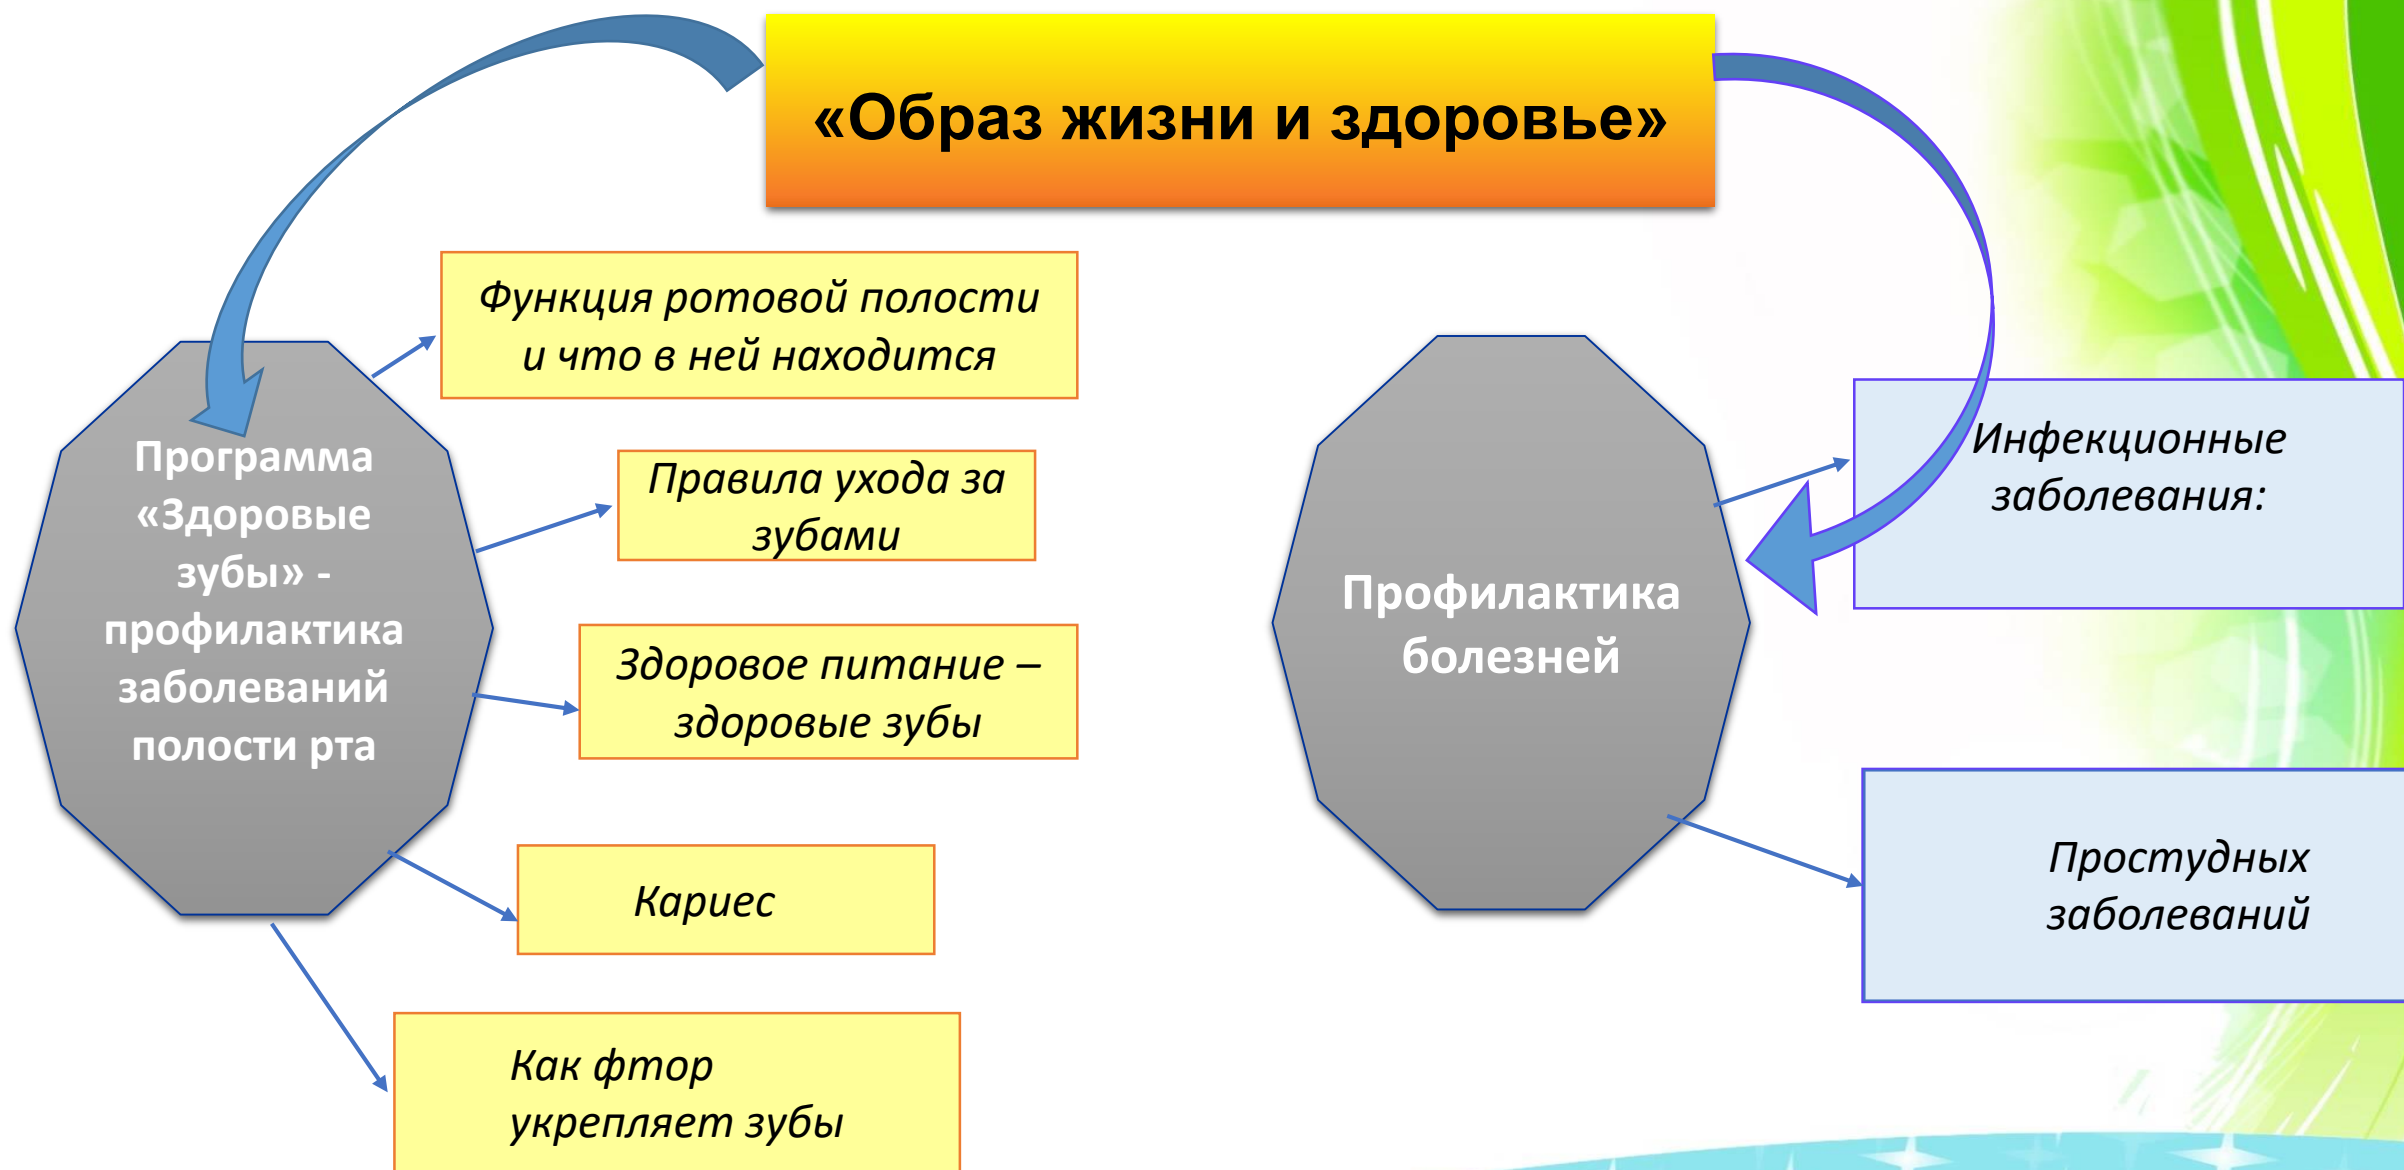 «Образ жизни и здоровье»
Функция ротовой полости
и что в ней находится
Программа
«Здоровые
зубы» -
профилактика
заболеваний
полости рта
Правила ухода за
зубами
Здоровое питание –
здоровые зубы
Кариес
Как фтор
укрепляет зубы
Профилактика
болезней
Инфекционные
заболевания:
Простудных
заболеваний